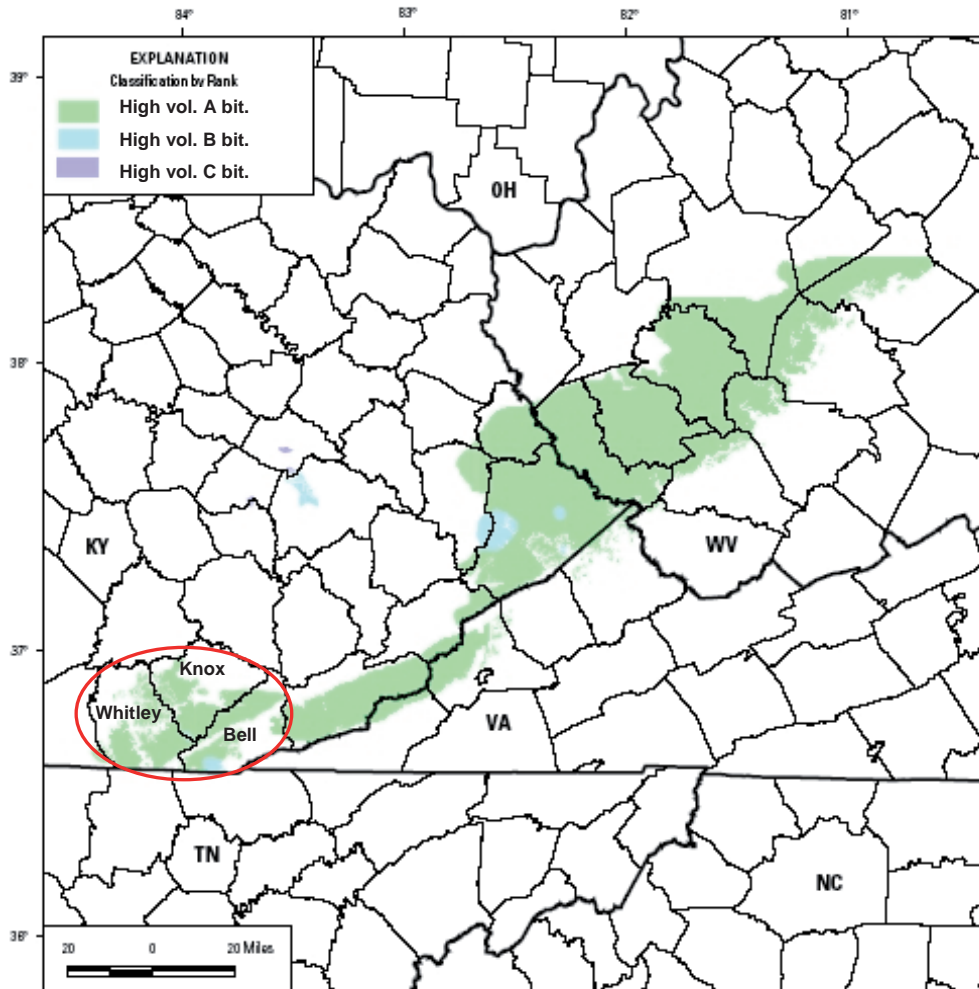 84° 83° 82° 81°
39°
EXPLANATION
Classification by Rank
High vol. A bit.
High vol. B bit.
High vol. C bit.
OH
38°
KY
WV
37°
Knox
Whitley
Bell
VA
TN
NC
36°
20 0 20 Miles